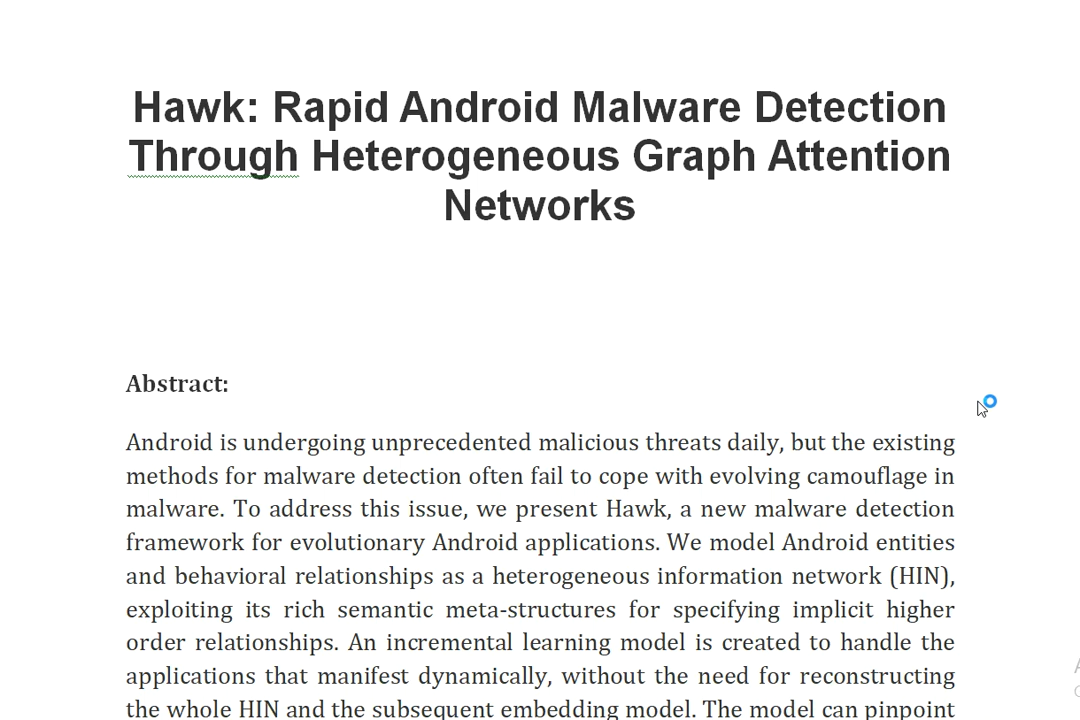 Hawk: Rapid Android Malware Detection
Through Heterogeneous Graph Attention
Networks
Abstract:
Android is undergoing unprecedented malicious threats daily, but the existing
methods for malware detection often fail to cope with evolving camouflage in
malware. To address this issue, we present Hawk, a new malware detection
framework for evolutionary Android applications. We model Android entities
and behavioral relationships as a heterogeneous information network (HIN),
exploiting its rich semantic meta-structures for specifying implicit higher
order relationships. An incremental learning model is created to handle the
applications that manifest dynamically, without the need for reconstructing
the whole HIN and the subsequent embedding model. The model can pinpoint